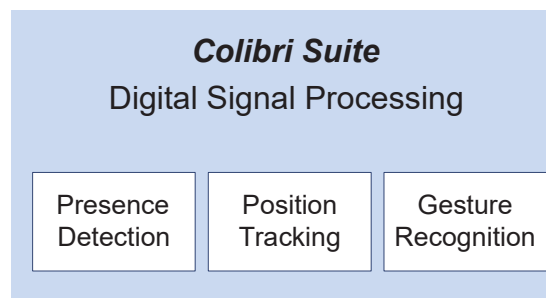 Colibri Suite
Digital Signal Processing
Presence
Detection
Position
Tracking
Gesture
Recognition